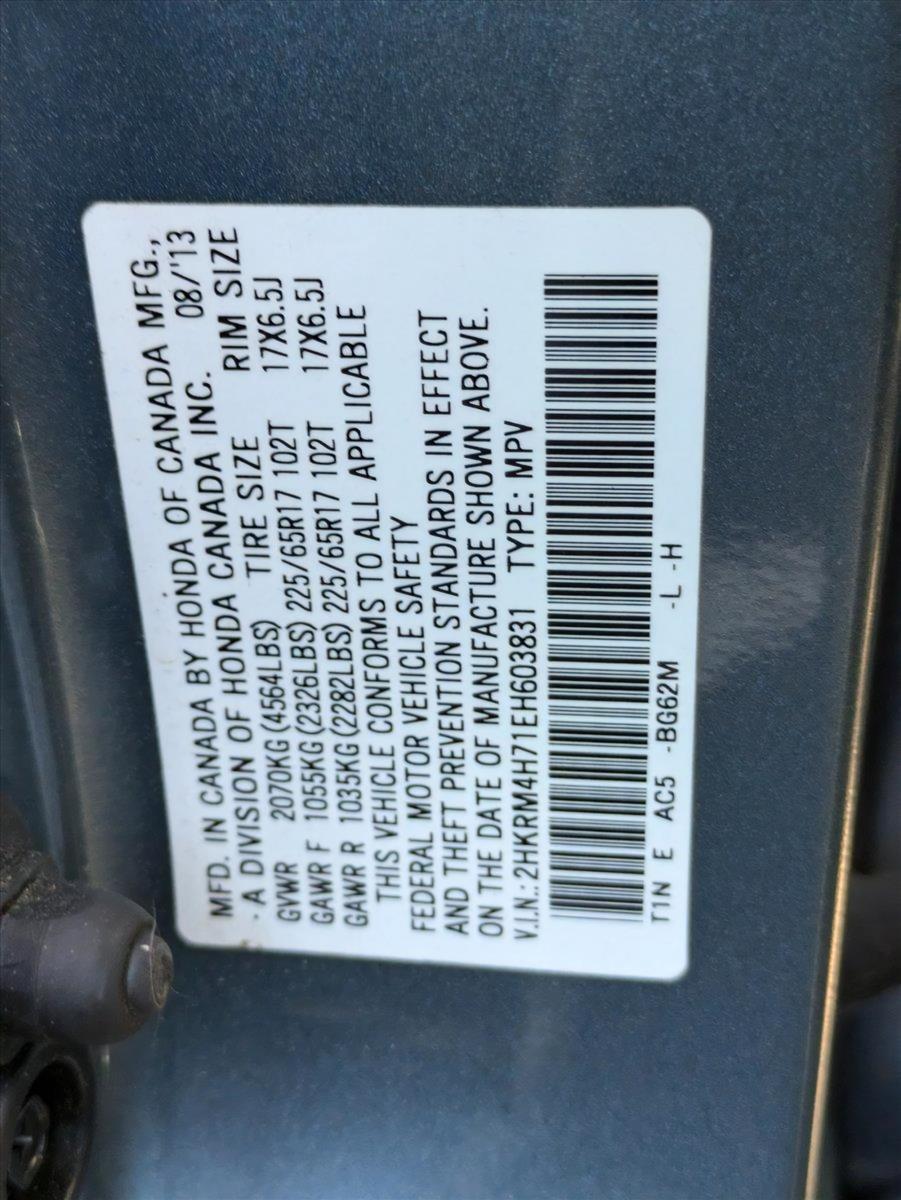 MFD. IN CANADA BY HONDA OF CANADA MFG.,
- A DIVISION OF HONDA CANADA INC. 08/'13
TIRE SIZE RIM SIZE
GVWR 2070KG(4564LBS)
GAWR F 1055KG(2326LBS) 225/65R17 102T 17X6.5J
GAWR R 1035KG(2282LBS) 225/65R17 102T 17X6.5J
THIS VEHICLE CONFORMS TO ALL APPLICABLE
FEDERAL MOTOR VEHICLE SAFETY
AND THEFT PREVENTION STANDARDS IN EFFECT
ON THE DATE OF MANUFACTURE SHOWN ABOVE.
V.I.N.:2HKRM4H71EH603831 TYPE: MPV
T1N E AC5 -BG62M -L -H